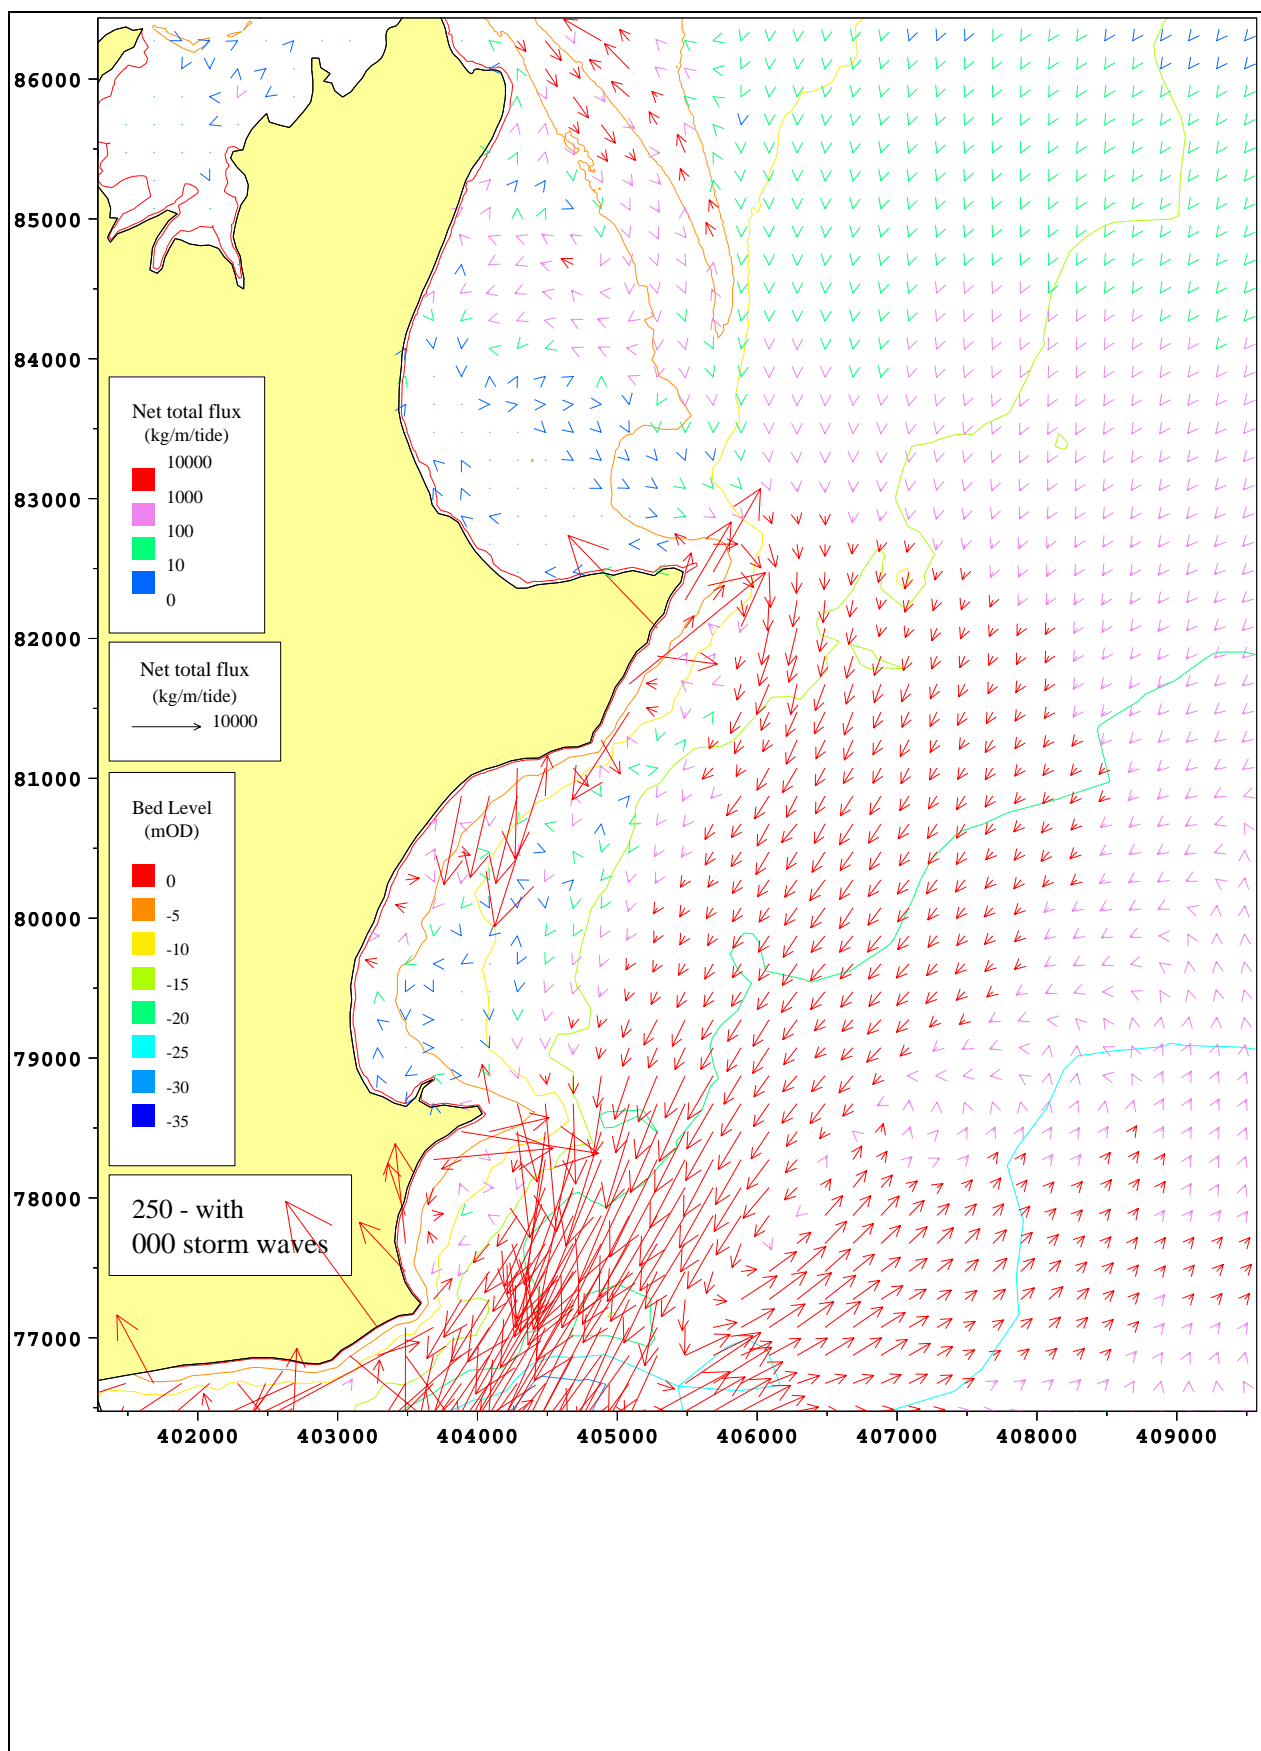 86000
85000
84000
83000
82000
81000
80000
79000
78000
77000
Net total flux
(kg/m/tide)
10000
1000
100
10
0
Net total flux
(kg/m/tide)
10000
Bed Level
(mOD)
0
-5
-10
-15
-20
-25
-30
-35
250 - with
000 storm waves
402000 403000 404000 405000 406000 407000 408000 409000